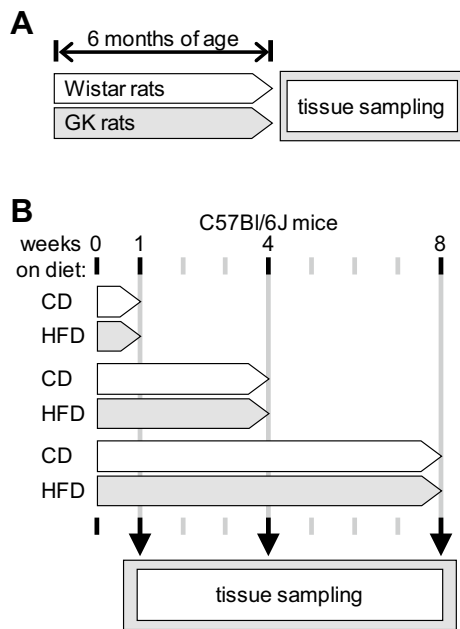 A
6 months of age
Wistar rats
GK rats
tissue sampling
B
C57Bl/6J mice
weeks 0 1 4 8
on diet:
CD
HFD
CD
HFD
CD
HFD
tissue sampling